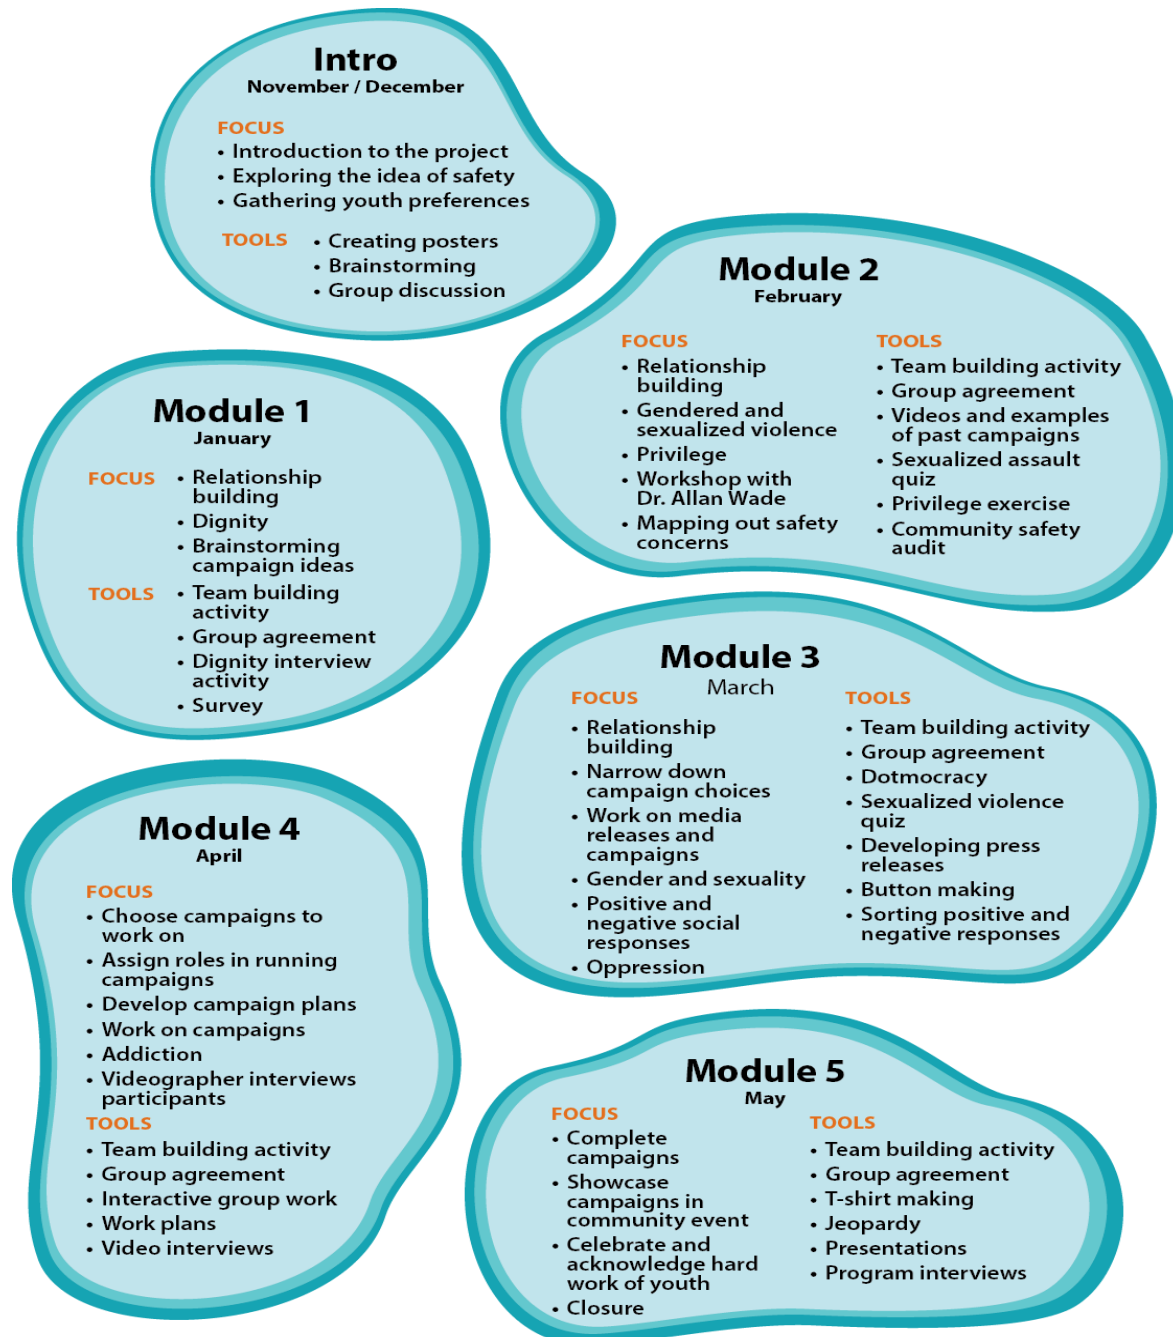 Intro
November / December
FOCUS
• Introduction to the project
• Exploring the idea of safety
• Gathering youth preferences
TOOLS
• Creating posters
• Brainstorming
• Group discussion
Module 2
February
FOCUS
• Relationship
building
• Gendered and
sexualized violence
• Privilege
• Workshop with
Dr. Allan Wade
• Mapping out safety
concerns
TOOLS
• Team building activity
• Group agreement
• Videos and examples
of past campaigns
• Sexualized assault
quiz
• Privilege exercise
• Community safety
audit
Module 1
January
FOCUS
• Relationship
building
• Dignity
• Brainstorming
campaign ideas
TOOLS
• Team building
activity
• Group agreement
• Dignity interview
activity
• Survey
Module 3
March
FOCUS
• Relationship
building
• Narrow down
campaign choices
• Work on media
releases and
campaigns
• Gender and sexuality
• Positive and
negative social
responses
• Oppression
TOOLS
• Team building activity
• Group agreement
• Dotmocracy
• Sexualized violence
quiz
• Developing press
releases
• Button making
• Sorting positive and
negative responses
Module 4
April
FOCUS
• Choose campaigns to
work on
• Assign roles in running
campaigns
• Develop campaign plans
• Work on campaigns
• Addiction
• Videographer interviews
participants
TOOLS
• Team building activity
• Group agreement
• Interactive group work
• Work plans
• Video interviews
Module 5
May
FOCUS
• Complete
campaigns
• Showcase
campaigns in
community event
• Celebrate and
acknowledge hard
work of youth
• Closure
TOOLS
• Team building activity
• Group agreement
• T-shirt making
• Jeopardy
• Presentations
• Program interviews